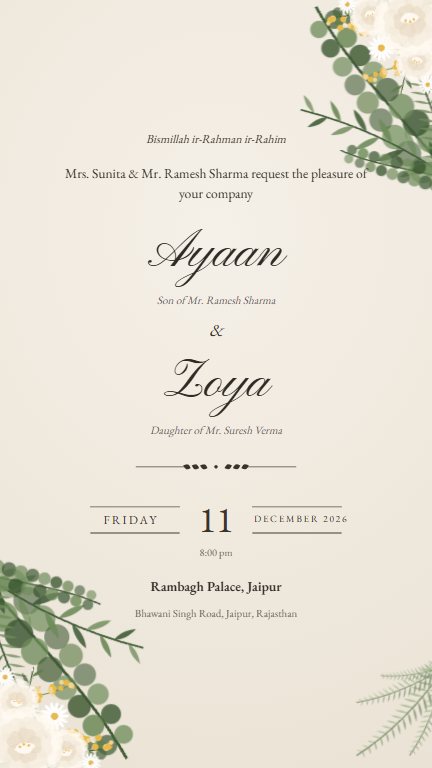 Bismillah ir-Rahman ir-Rahim
Mrs. Sunita & Mr. Ramesh Sharma request the pleasure of
your company
Ayaan
Son of Mr. Ramesh Sharma
&
Zoya
Daughter of Mr. Suresh Verma
FRIDAY 11 DECEMBER 2026
8:00 pm
Rambagh Palace, Jaipur
Bhawani Singh Road, Jaipur, Rajasthan